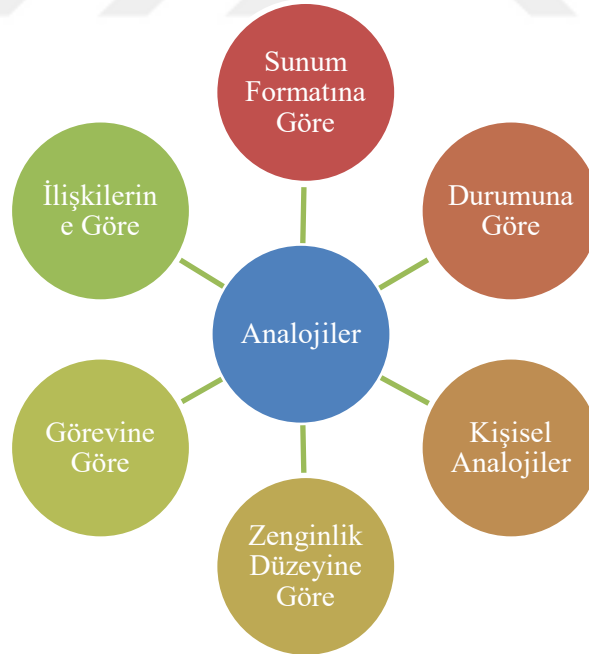 Sunum
Formatına
Göre
Durumuna
Göre
Kişisel
Analojiler
Zenginlik
Düzeyine
Göre
Görevine
Göre
İlişkilerin
e Göre
Analojiler